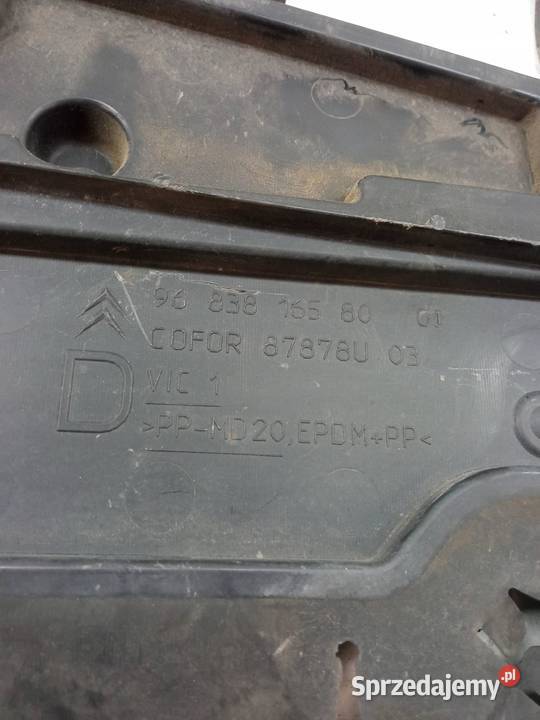 96 838 165 80 01
COFOR 87878U 03
D
VIC 1
>PP-MD20,EPDM+PP<
Sprzedajemy.pl